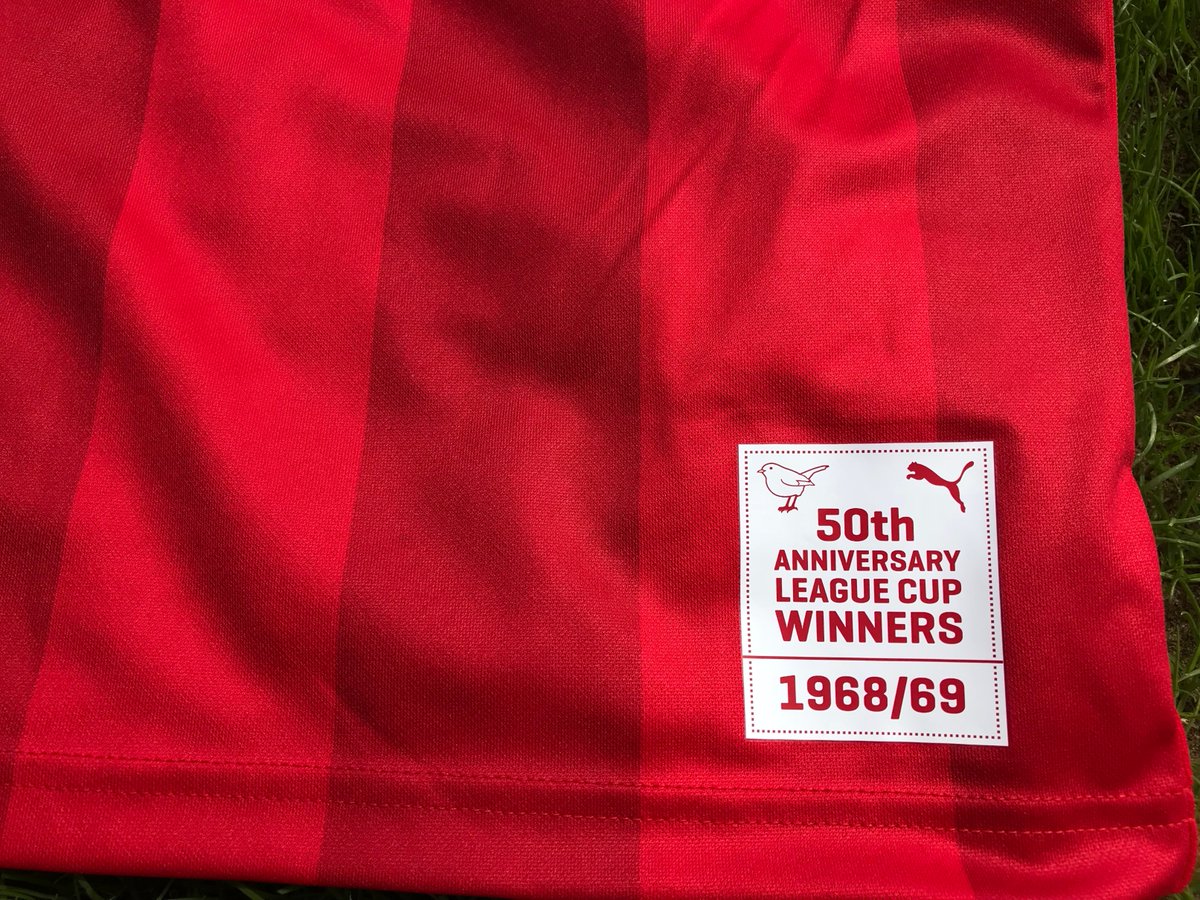 50th
ANNIVERSARY
LEAGUE CUP
WINNERS
1968/69